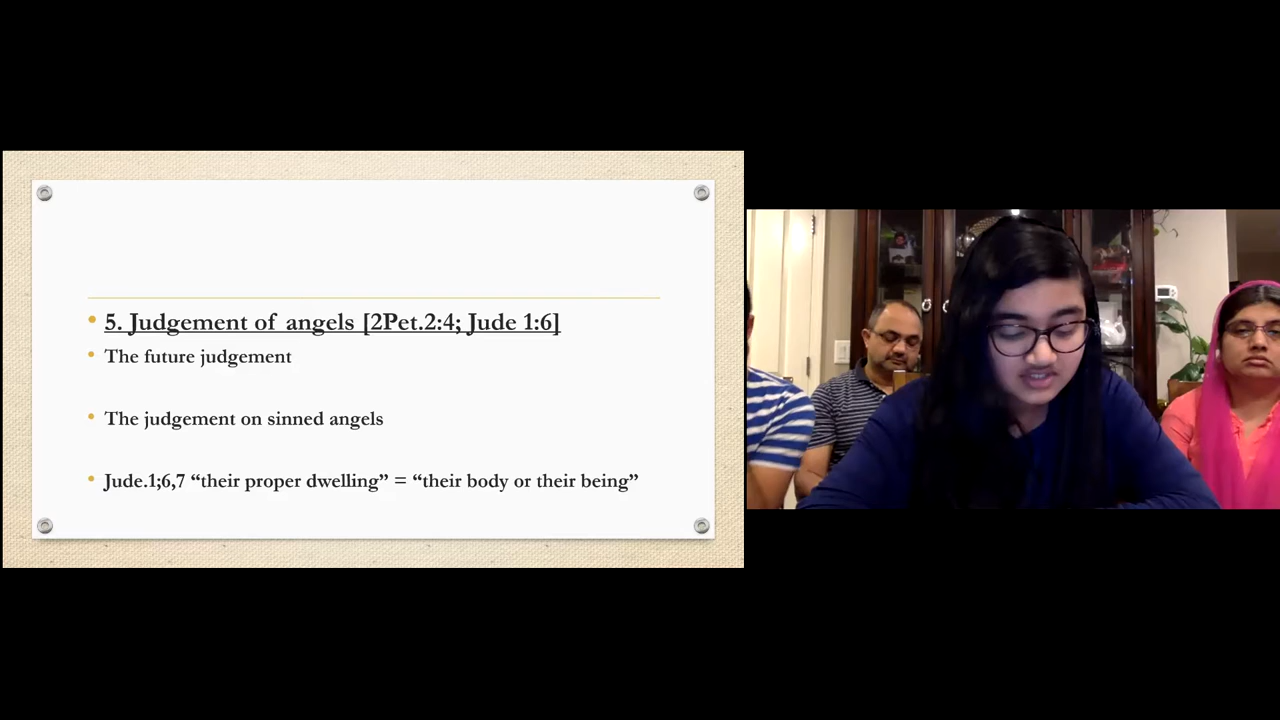 5. Judgement of angels [2Pet.2:4; Jude 1:6]
The future judgement
The judgement on sinned angels
Jude.1;6,7 “their proper dwelling” = “their body or their being”